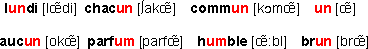 lundi [lœ̃di] chacun [ʃakœ̃] commun [kɔmœ̃] un [œ̃]
aucun [okœ̃] parfum [parfœ̃] humble [œ̃:bl] brun [brœ̃]